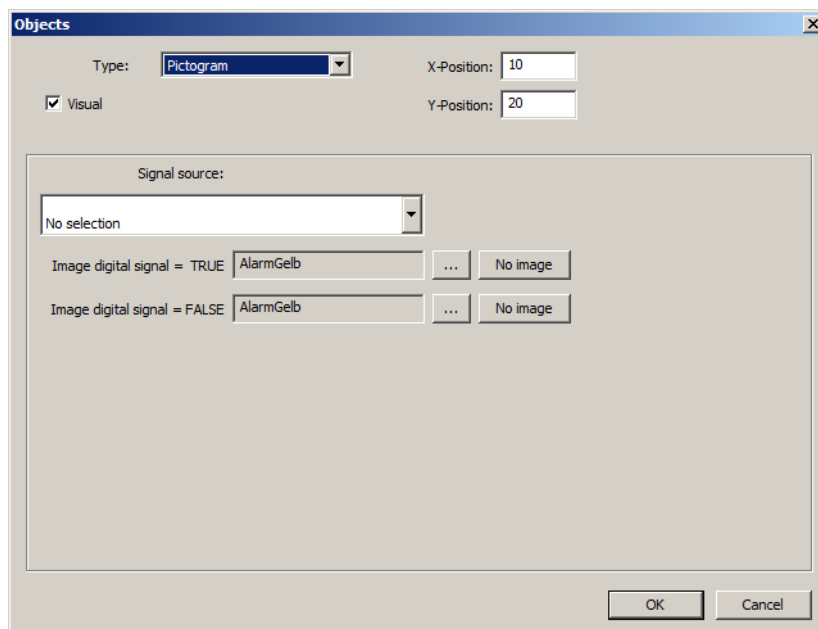 Objects
Type: Pictogram X-Position: 10
Visual Y-Position: 20
Signal source:
No selection
Image digital signal = TRUE AlarmGelb ... No image
Image digital signal = FALSE AlarmGelb ... No image
OK Cancel